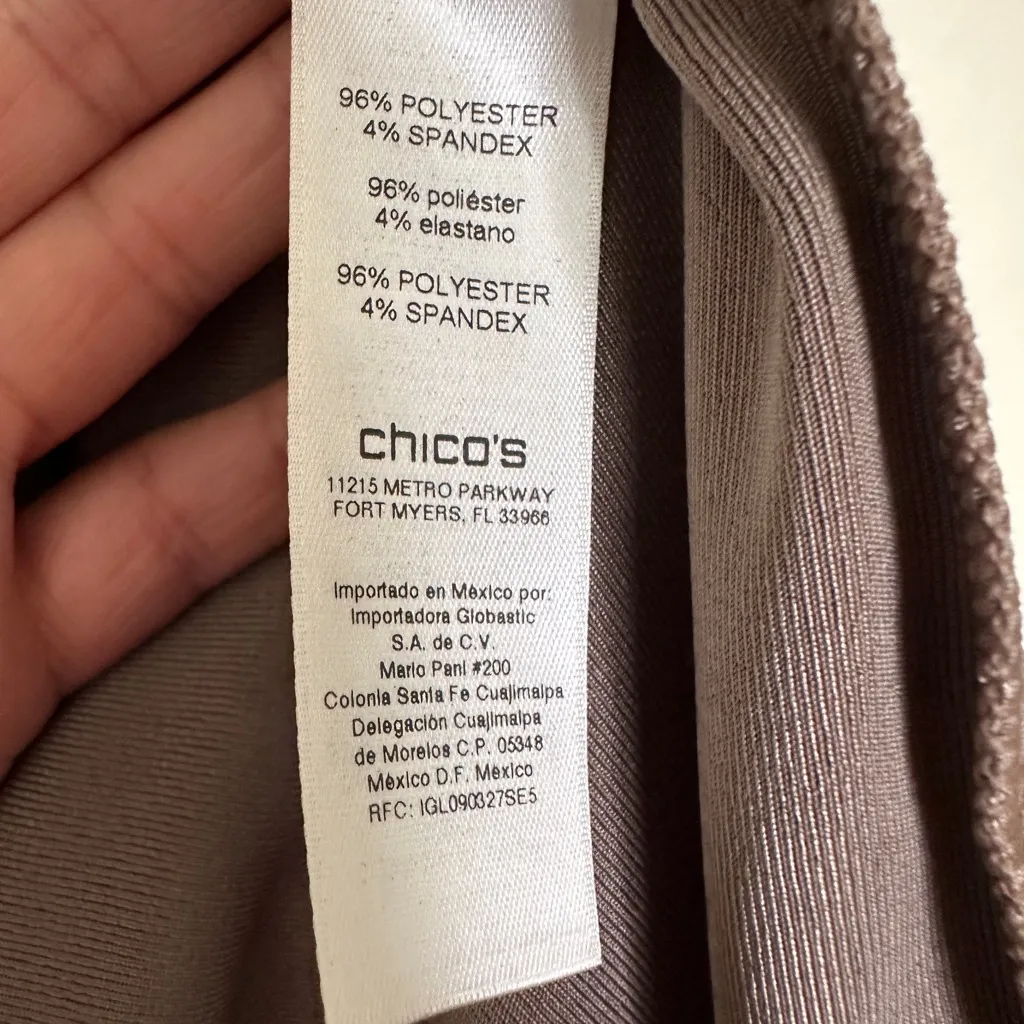 96% POLYESTER
4% SPANDEX
96% poliéster
4% elastano
96% POLYESTER
4% SPANDEX
chico's
11215 METRO PARKWAY
FORT MYERS, FL 33966
Importado en México por:
Importadora Globastic
S.A. de C.V.
Mario Pani #200
Colonia Santa Fe Cuajimalpa
Delegación Cuajimalpa
de Morelos C.P. 05348
México D.F. Mexico
RFC: IGL090327SE5